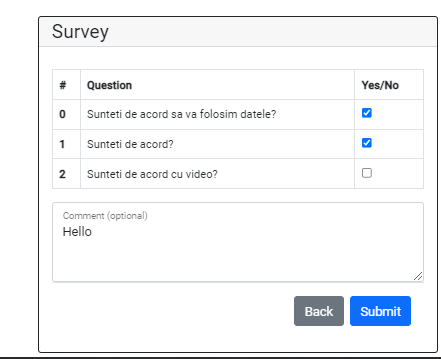 Survey
# Question Yes/No
0 Sunteti de acord sa va folosim datele?
1 Sunteti de acord?
2 Sunteti de acord cu video?
Comment (optional)
Hello
Back Submit